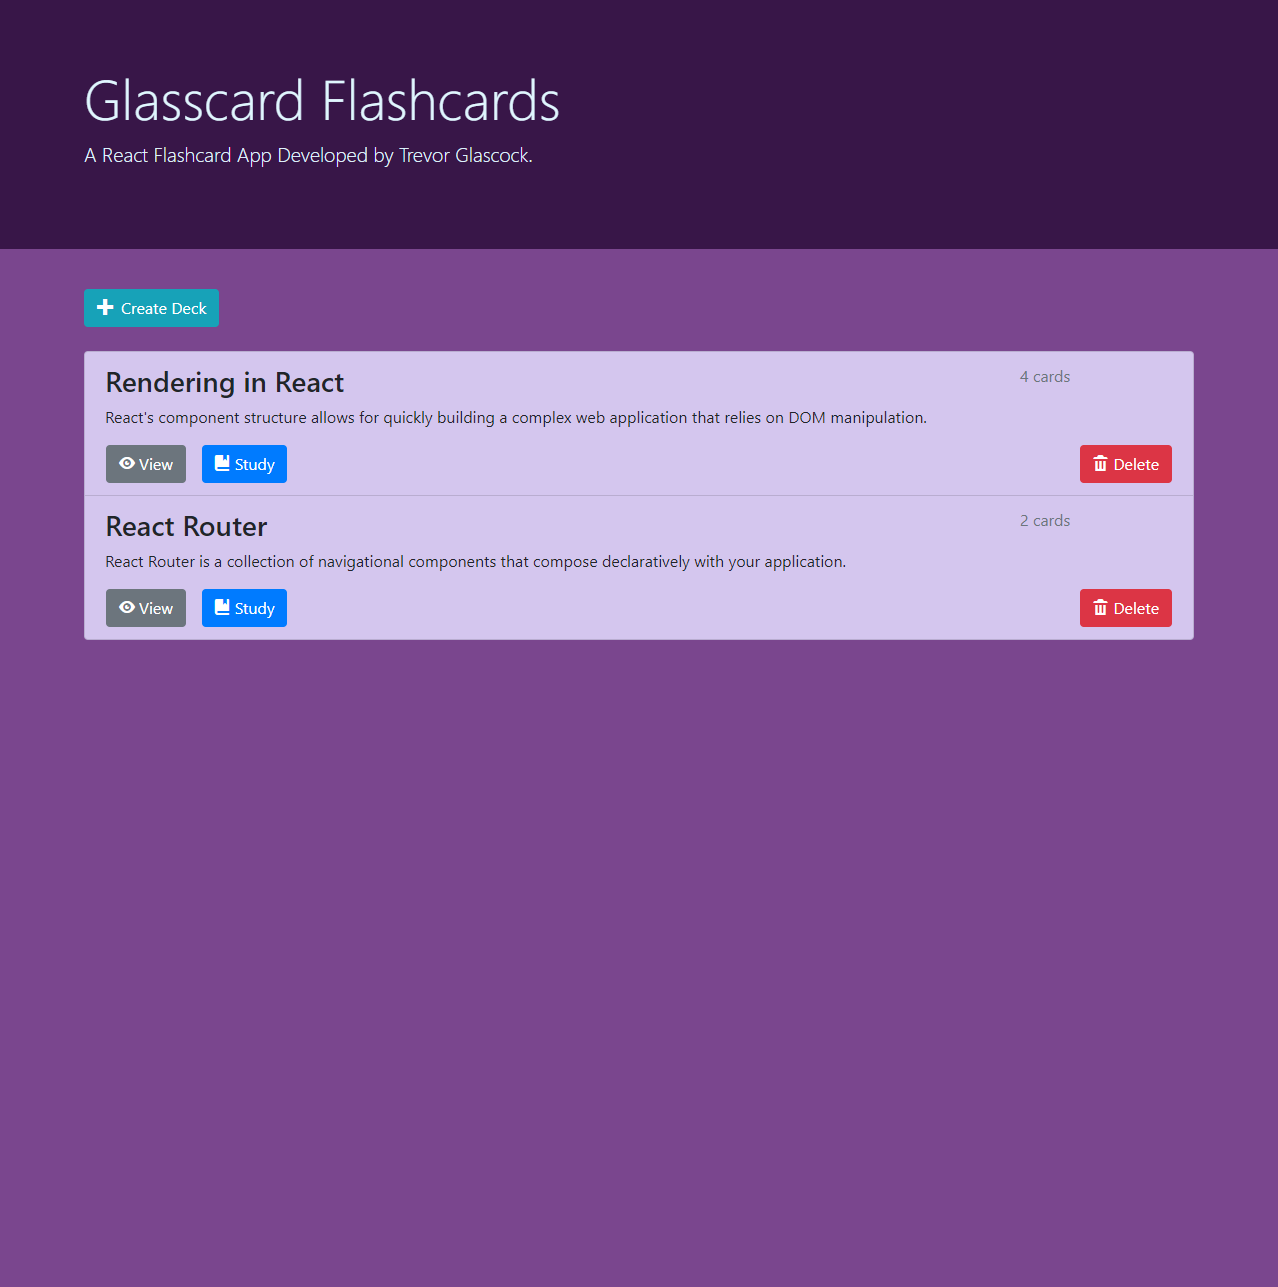 Glasscard Flashcards
A React Flashcard App Developed by Trevor Glascock.
Create Deck
Rendering in React
4 cards
React's component structure allows for quickly building a complex web application that relies on DOM manipulation.
View
Study
Delete
React Router
2 cards
React Router is a collection of navigational components that compose declaratively with your application.
View
Study
Delete